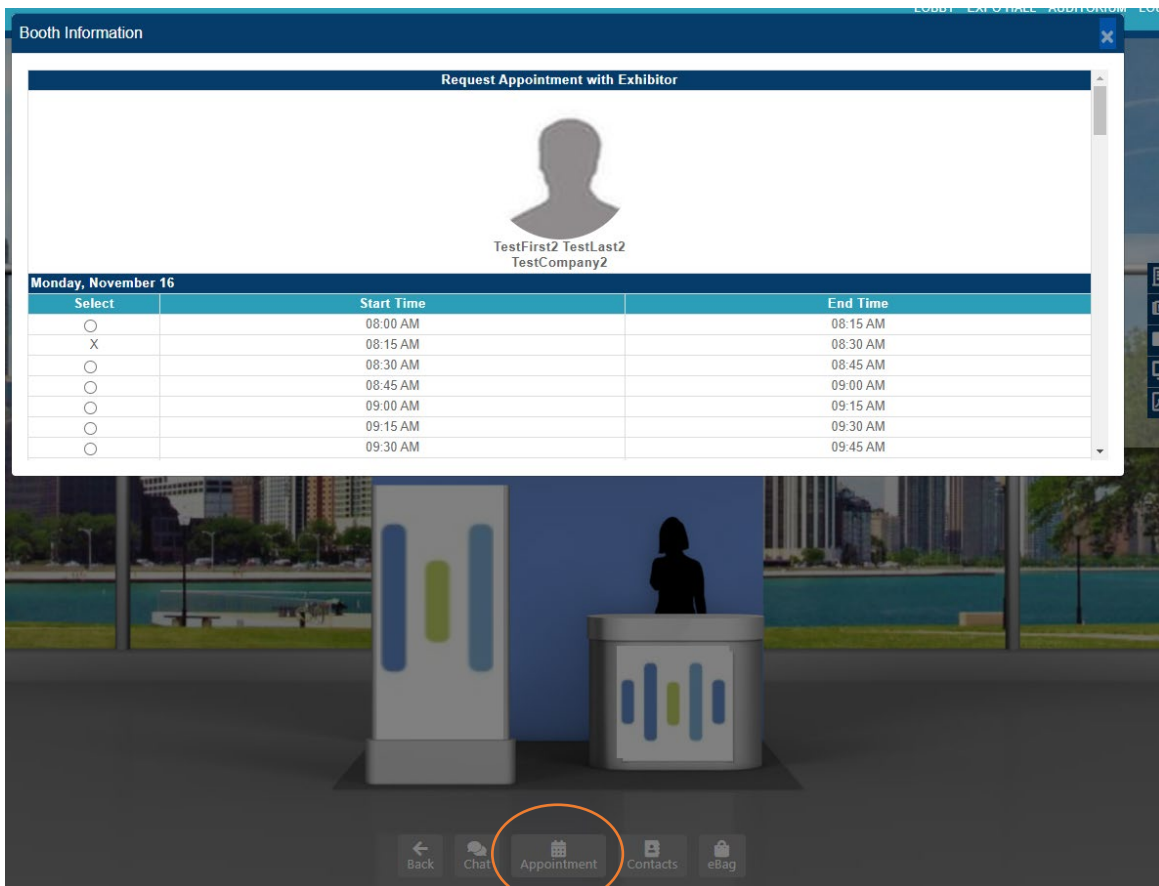 LOBBY EXPO HALL AUDITORIUM
Booth Information
×
Request Appointment with Exhibitor
TestFirst2 TestLast2
TestCompany2
Monday, November 16
Select Start Time End Time
08:00 AM 08:15 AM
X 08:15 AM 08:30 AM
08:30 AM 08:45 AM
08:45 AM 09:00 AM
09:00 AM 09:15 AM
09:15 AM 09:30 AM
09:30 AM 09:45 AM
Back Chat Appointment Contacts eBag